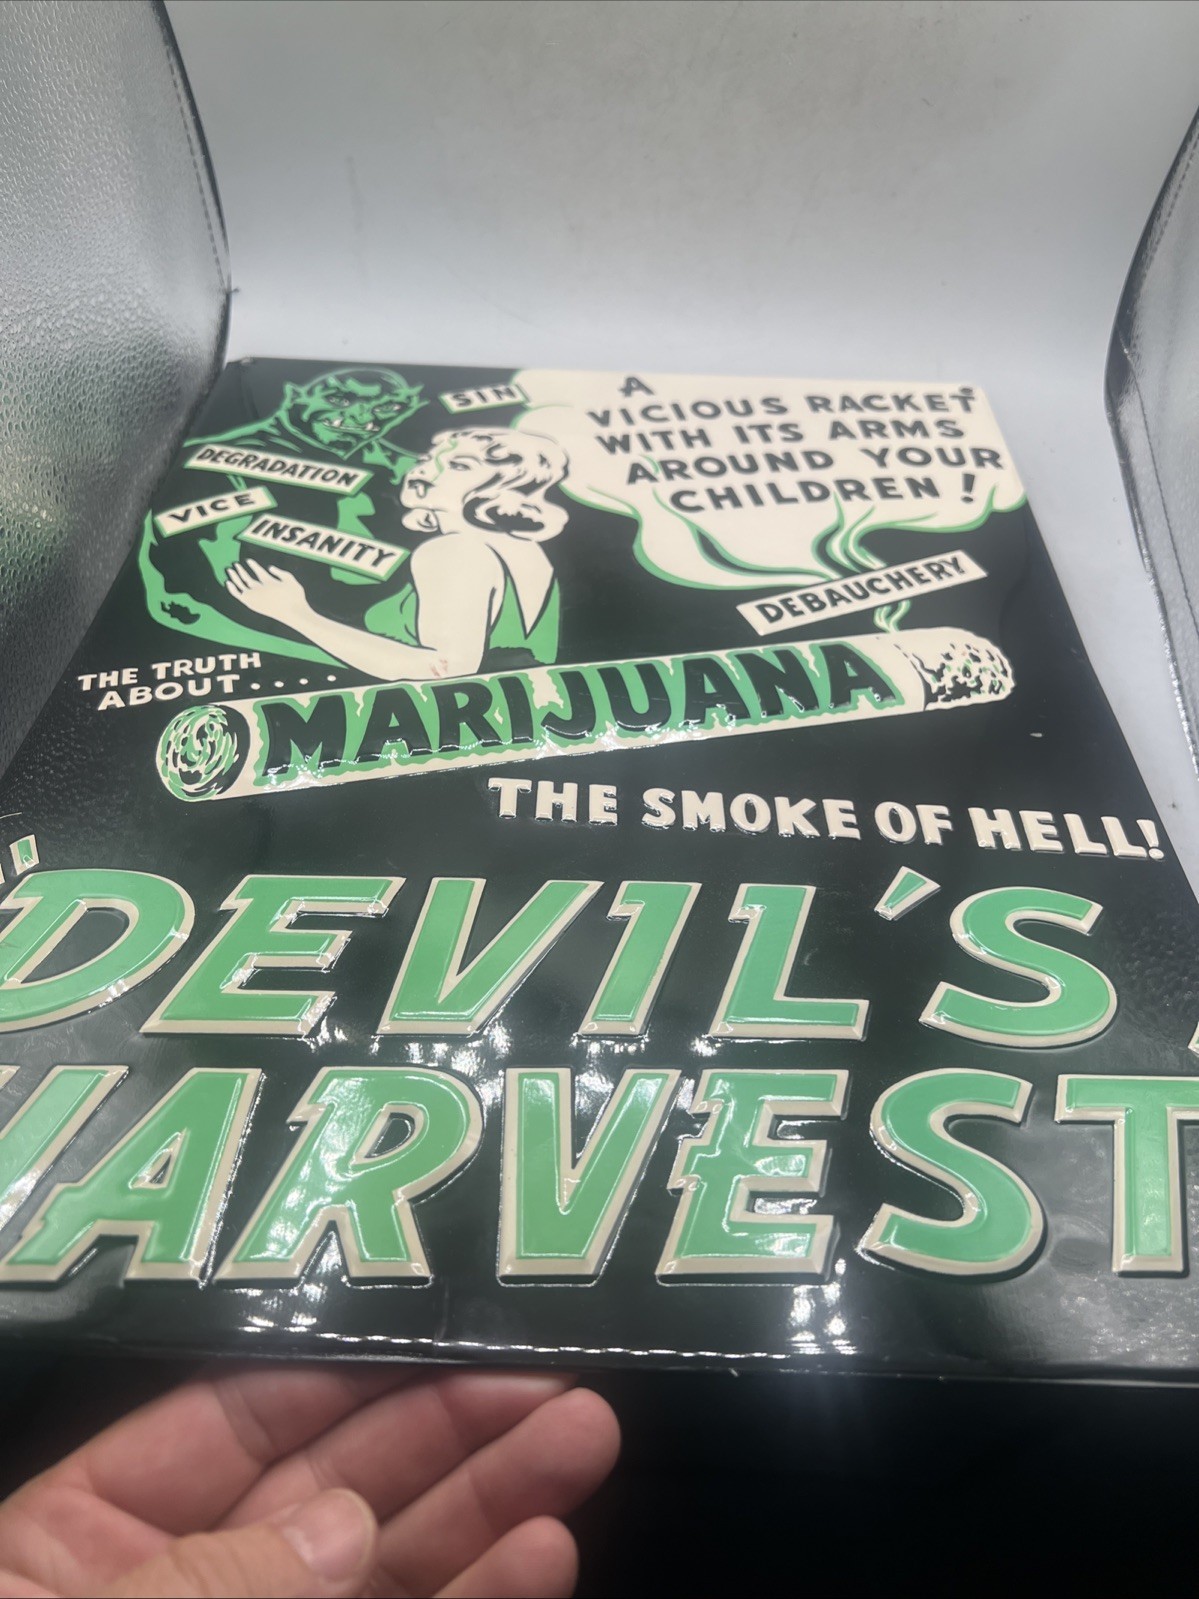 SIN
A
VICIOUS RACKET
WITH ITS ARMS
AROUND YOUR
CHILDREN!
DEGRADATION
VICE
INSANITY
DEBAUCHERY
THE TRUTH
ABOUT....
MARIJUANA
THE SMOKE OF HELL!
"DEVIL'S
HARVEST